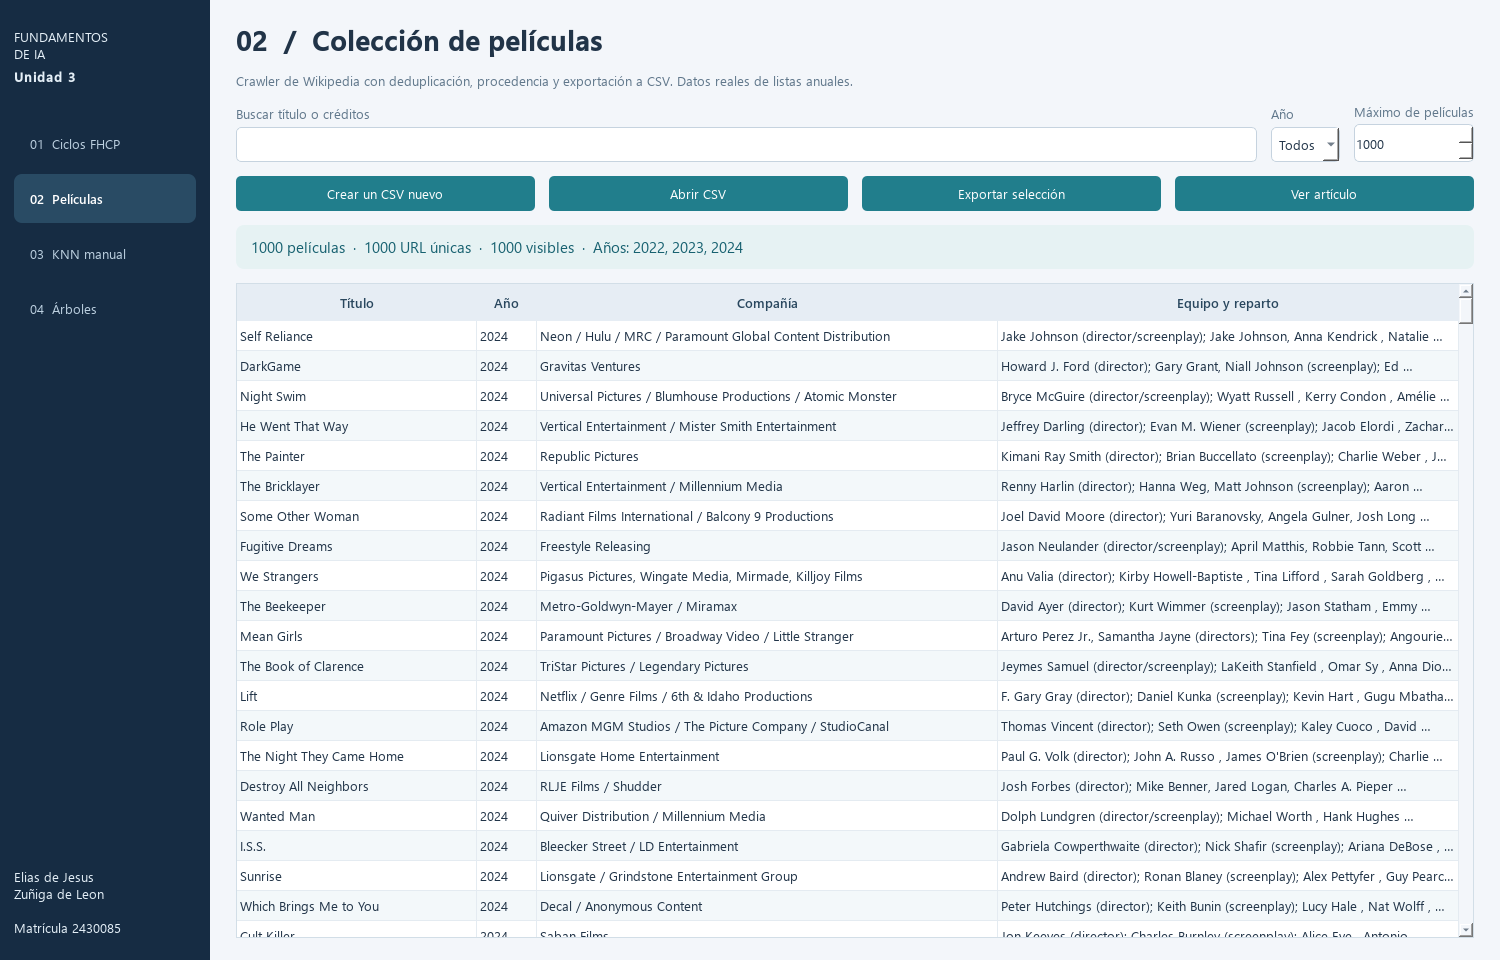 FUNDAMENTOS
DE IA
Unidad 3
01 Ciclos FHCP
02 Películas
03 KNN manual
04 Árboles
Elias de Jesus
Zuñiga de Leon
Matrícula 2430085
02 / Colección de películas
Crawler de Wikipedia con deduplicación, procedencia y exportación a CSV. Datos reales de listas anuales.
Buscar título o créditos
Año
Máximo de películas
Todos
1000
Crear un CSV nuevo
Abrir CSV
Exportar selección
Ver artículo
1000 películas · 1000 URL únicas · 1000 visibles · Años: 2022, 2023, 2024
Título Año Compañía Equipo y reparto
Self Reliance 2024 Neon / Hulu / MRC / Paramount Global Content Distribution Jake Johnson (director/screenplay); Jake Johnson, Anna Kendrick , Natalie ...
DarkGame 2024 Gravitas Ventures Howard J. Ford (director); Gary Grant, Niall Johnson (screenplay); Ed ...
Night Swim 2024 Universal Pictures / Blumhouse Productions / Atomic Monster Bryce McGuire (director/screenplay); Wyatt Russell , Kerry Condon , Amélie ...
He Went That Way 2024 Vertical Entertainment / Mister Smith Entertainment Jeffrey Darling (director); Evan M. Wiener (screenplay); Jacob Elordi , Zachar...
The Painter 2024 Republic Pictures Kimani Ray Smith (director); Brian Buccellato (screenplay); Charlie Weber , J...
The Bricklayer 2024 Vertical Entertainment / Millennium Media Renny Harlin (director); Hanna Weg, Matt Johnson (screenplay); Aaron ...
Some Other Woman 2024 Radiant Films International / Balcony 9 Productions Joel David Moore (director); Yuri Baranovsky, Angela Gulner, Josh Long ...
Fugitive Dreams 2024 Freestyle Releasing Jason Neulander (director/screenplay); April Matthis, Robbie Tann, Scott ...
We Strangers 2024 Pigasus Pictures, Wingate Media, Mirmade, Killjoy Films Anu Valia (director); Kirby Howell-Baptiste , Tina Lifford , Sarah Goldberg , ...
The Beekeeper 2024 Metro-Goldwyn-Mayer / Miramax David Ayer (director); Kurt Wimmer (screenplay); Jason Statham , Emmy ...
Mean Girls 2024 Paramount Pictures / Broadway Video / Little Stranger Arturo Perez Jr., Samantha Jayne (directors); Tina Fey (screenplay); Angourie...
The Book of Clarence 2024 TriStar Pictures / Legendary Pictures Jeymes Samuel (director/screenplay); LaKeith Stanfield , Omar Sy , Anna Dio...
Lift 2024 Netflix / Genre Films / 6th & Idaho Productions F. Gary Gray (director); Daniel Kunka (screenplay); Kevin Hart , Gugu Mbatha...
Role Play 2024 Amazon MGM Studios / The Picture Company / StudioCanal Thomas Vincent (director); Seth Owen (screenplay); Kaley Cuoco , David ...
The Night They Came Home 2024 Lionsgate Home Entertainment Paul G. Volk (director); John A. Russo , James O'Brien (screenplay); Charlie ...
Destroy All Neighbors 2024 RLJE Films / Shudder Josh Forbes (director); Mike Benner, Jared Logan, Charles A. Pieper ...
Wanted Man 2024 Quiver Distribution / Millennium Media Dolph Lundgren (director/screenplay); Michael Worth , Hank Hughes ...
I.S.S. 2024 Bleecker Street / LD Entertainment Gabriela Cowperthwaite (director); Nick Shafir (screenplay); Ariana DeBose , ...
Sunrise 2024 Lionsgate / Grindstone Entertainment Group Andrew Baird (director); Ronan Blaney (screenplay); Alex Pettyfer , Guy Pearc...
Which Brings Me to You 2024 Decal / Anonymous Content Peter Hutchings (director); Keith Bunin (screenplay); Lucy Hale , Nat Wolff , ...
Cult Killer 2024 Saban Films Jon Keeyes (director); Charles Burnley (screenplay); Alice Eve , Antonio ...